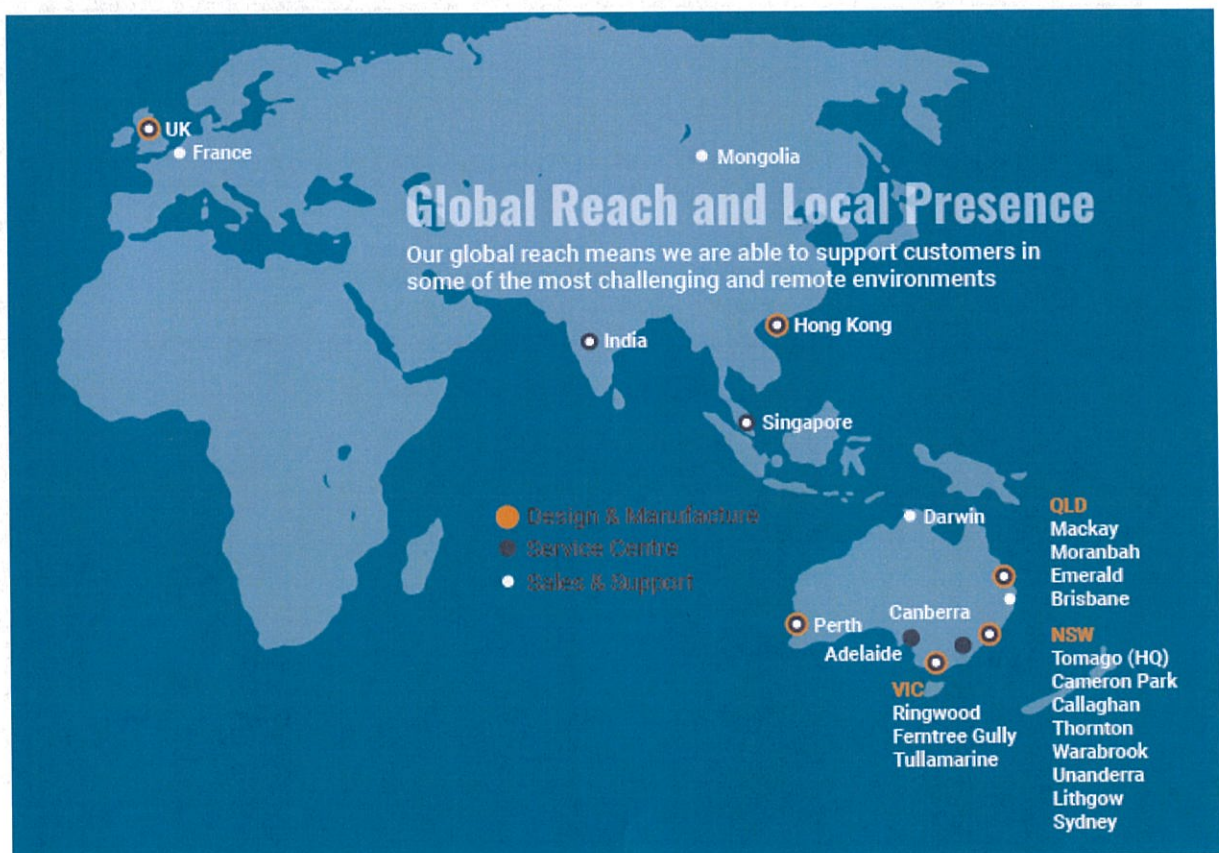 UK
France
Mongolia
Global Reach and Local Presence
Our global reach means we are able to support customers in
some of the most challenging and remote environments
Hong Kong
India
Singapore
Design & Manufacture
Service Centre
Sales & Support
Darwin
Perth
Canberra
Adelaide
VIC
Ringwood
Ferntree Gully
Tullamarine
QLD
Mackay
Moranbah
Emerald
Brisbane
NSW
Tomago (HQ)
Cameron Park
Callaghan
Thornton
Warabrook
Unanderra
Lithgow
Sydney